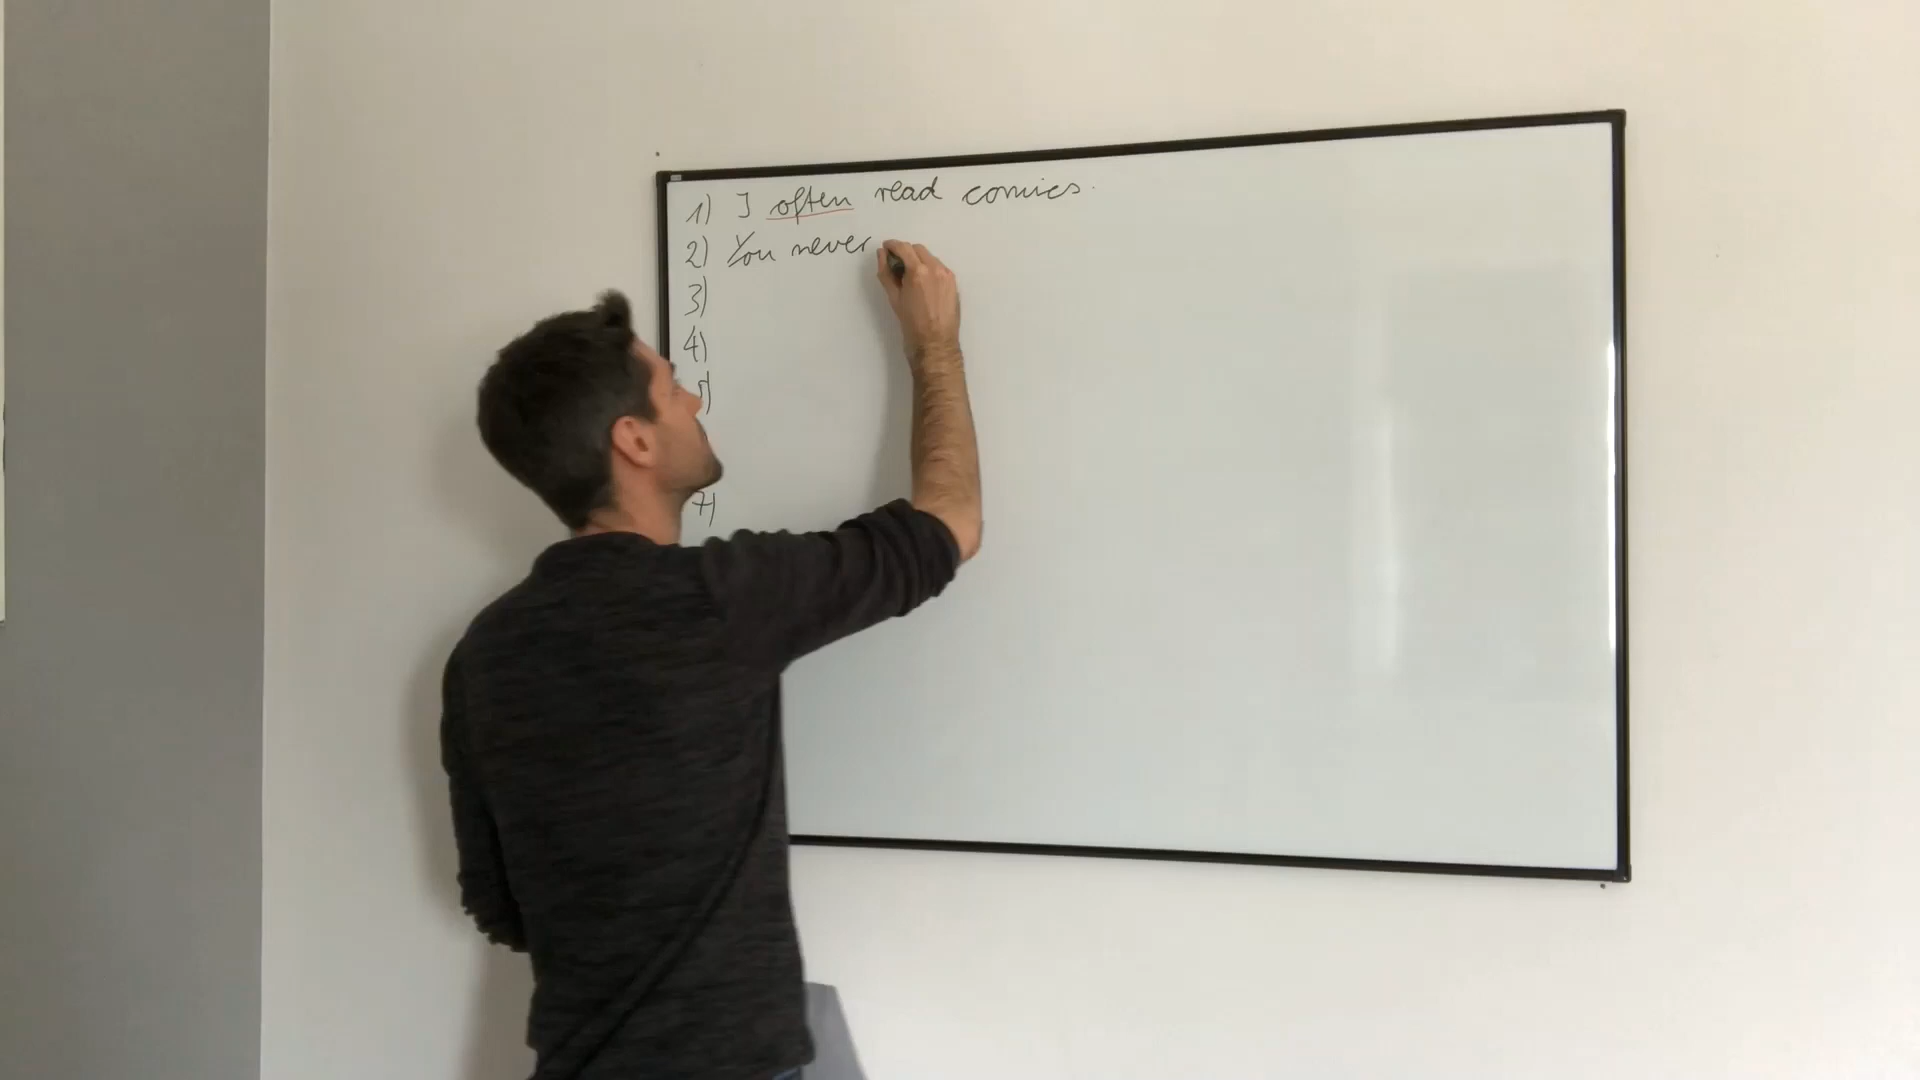 1) I often read comics.
2) You never
3)
4)
5)
7)